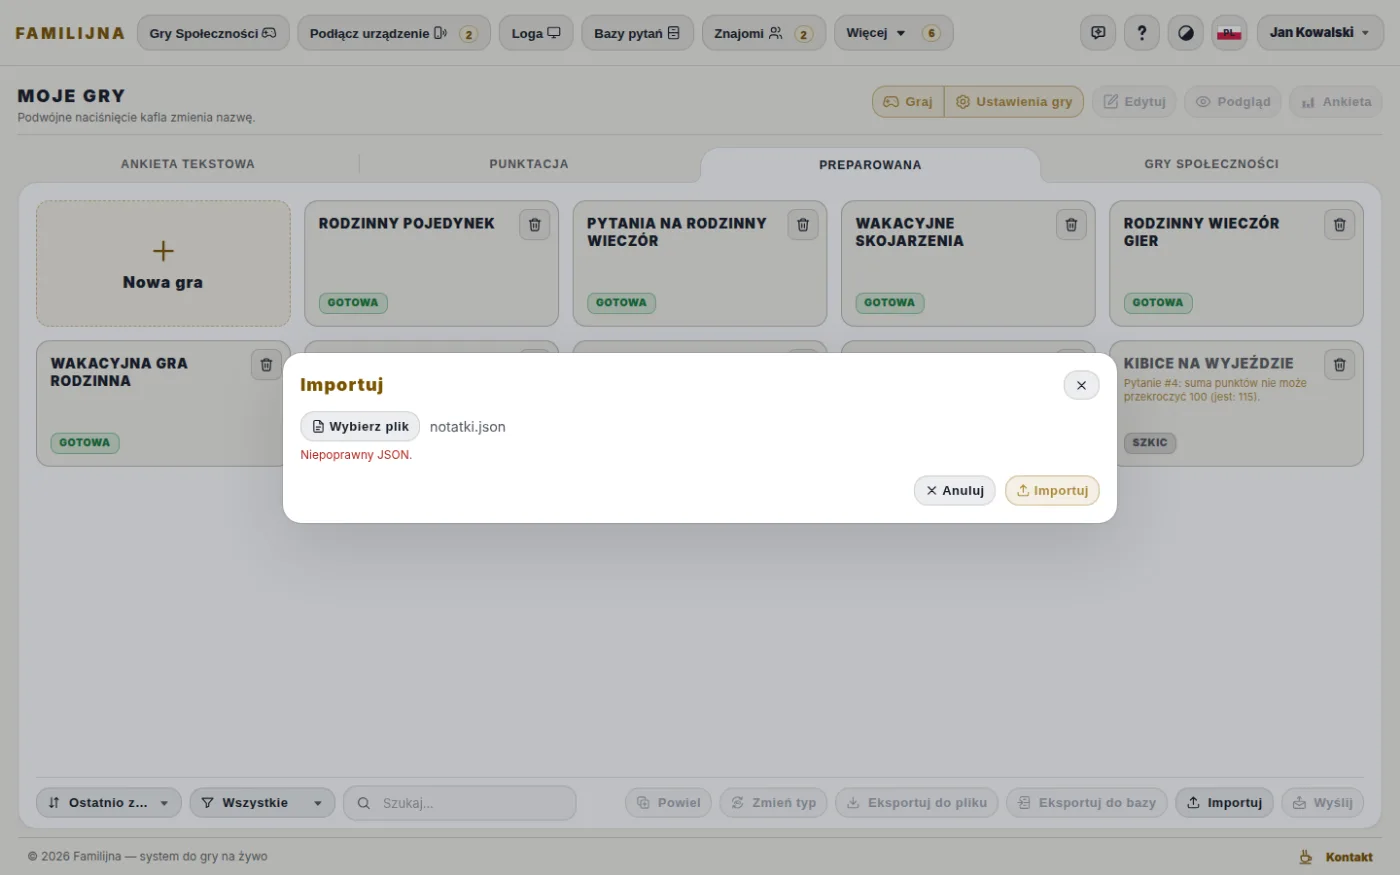 FAMILIJNA
Gry Społeczności
Podłącz urządzenie 2
Loga
Bazy pytań
Znajomi 2
Więcej 6
PL
Jan Kowalski
MOJE GRY
Podwójne naciśnięcie kafla zmienia nazwę.
Graj
Ustawienia gry
Edytuj
Podgląd
Ankieta
ANKIETA TEKSTOWA
PUNKTACJA
PREPAROWANA
GRY SPOŁECZNOŚCI
Nowa gra
RODZINNY POJEDYNEK
GOTOWA
PYTANIA NA RODZINNY
WIECZÓR
GOTOWA
WAKACYJNE
SKOJARZENIA
GOTOWA
RODZINNY WIECZÓR
GIER
GOTOWA
WAKACYJNA GRA
RODZINNA
GOTOWA
KIBICE NA WYJEŹDZIE
Pytanie #4: suma punktów nie może
przekroczyć 100 (jest: 115).
SZKIC
Importuj
Wybierz plik
notatki.json
Niepoprawny JSON.
Anuluj
Importuj
Ostatnio z...
Wszystkie
Szukaj...
Powiel
Zmień typ
Eksportuj do pliku
Eksportuj do bazy
Importuj
Wyślij
© 2026 Familijna — system do gry na żywo
Kontakt